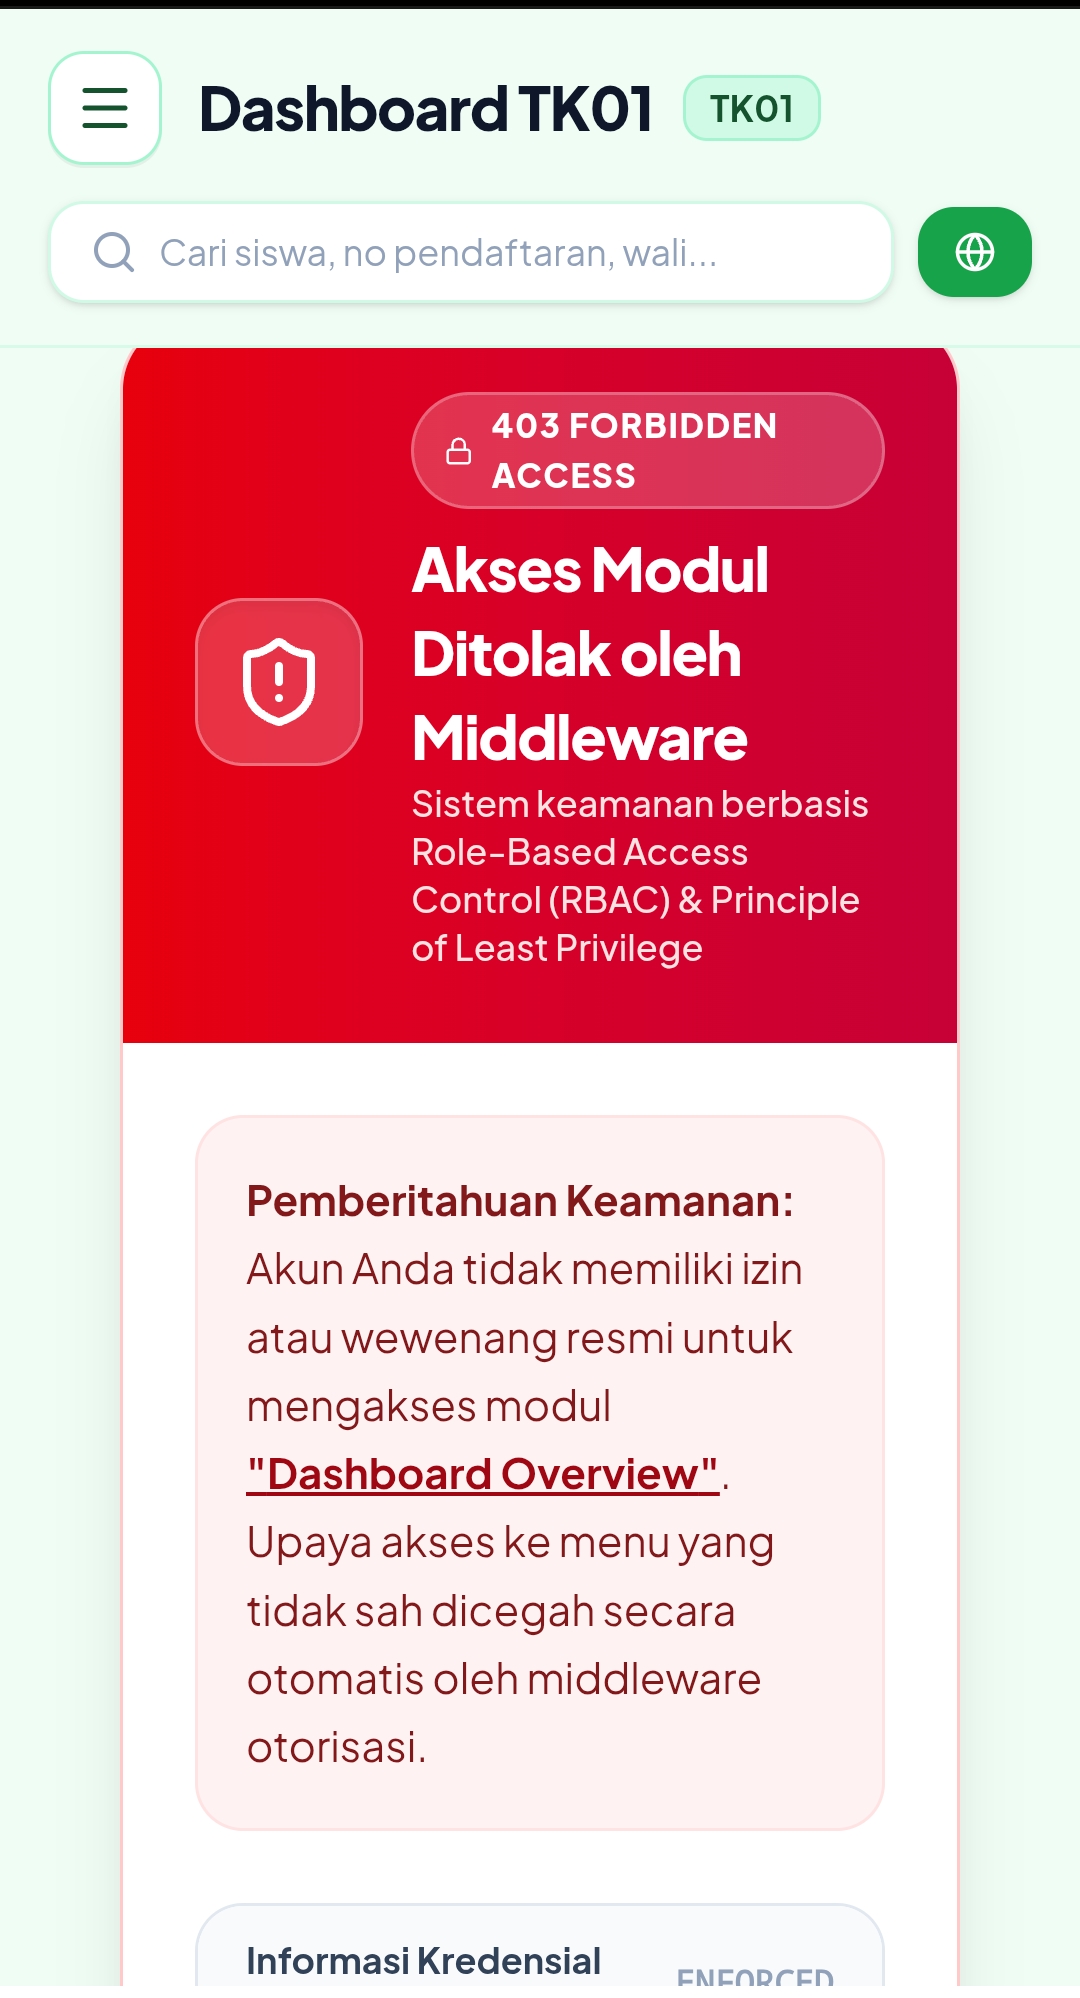 Dashboard TK01
TK01
Cari siswa, no pendaftaran, wali...
403 FORBIDDEN
ACCESS
Akses Modul
Ditolak oleh
Middleware
Sistem keamanan berbasis
Role-Based Access
Control (RBAC) & Principle
of Least Privilege
Pemberitahuan Keamanan:
Akun Anda tidak memiliki izin
atau wewenang resmi untuk
mengakses modul
"Dashboard Overview".
Upaya akses ke menu yang
tidak sah dicegah secara
otomatis oleh middleware
otorisasi.
Informasi Kredensial
ENFORCED